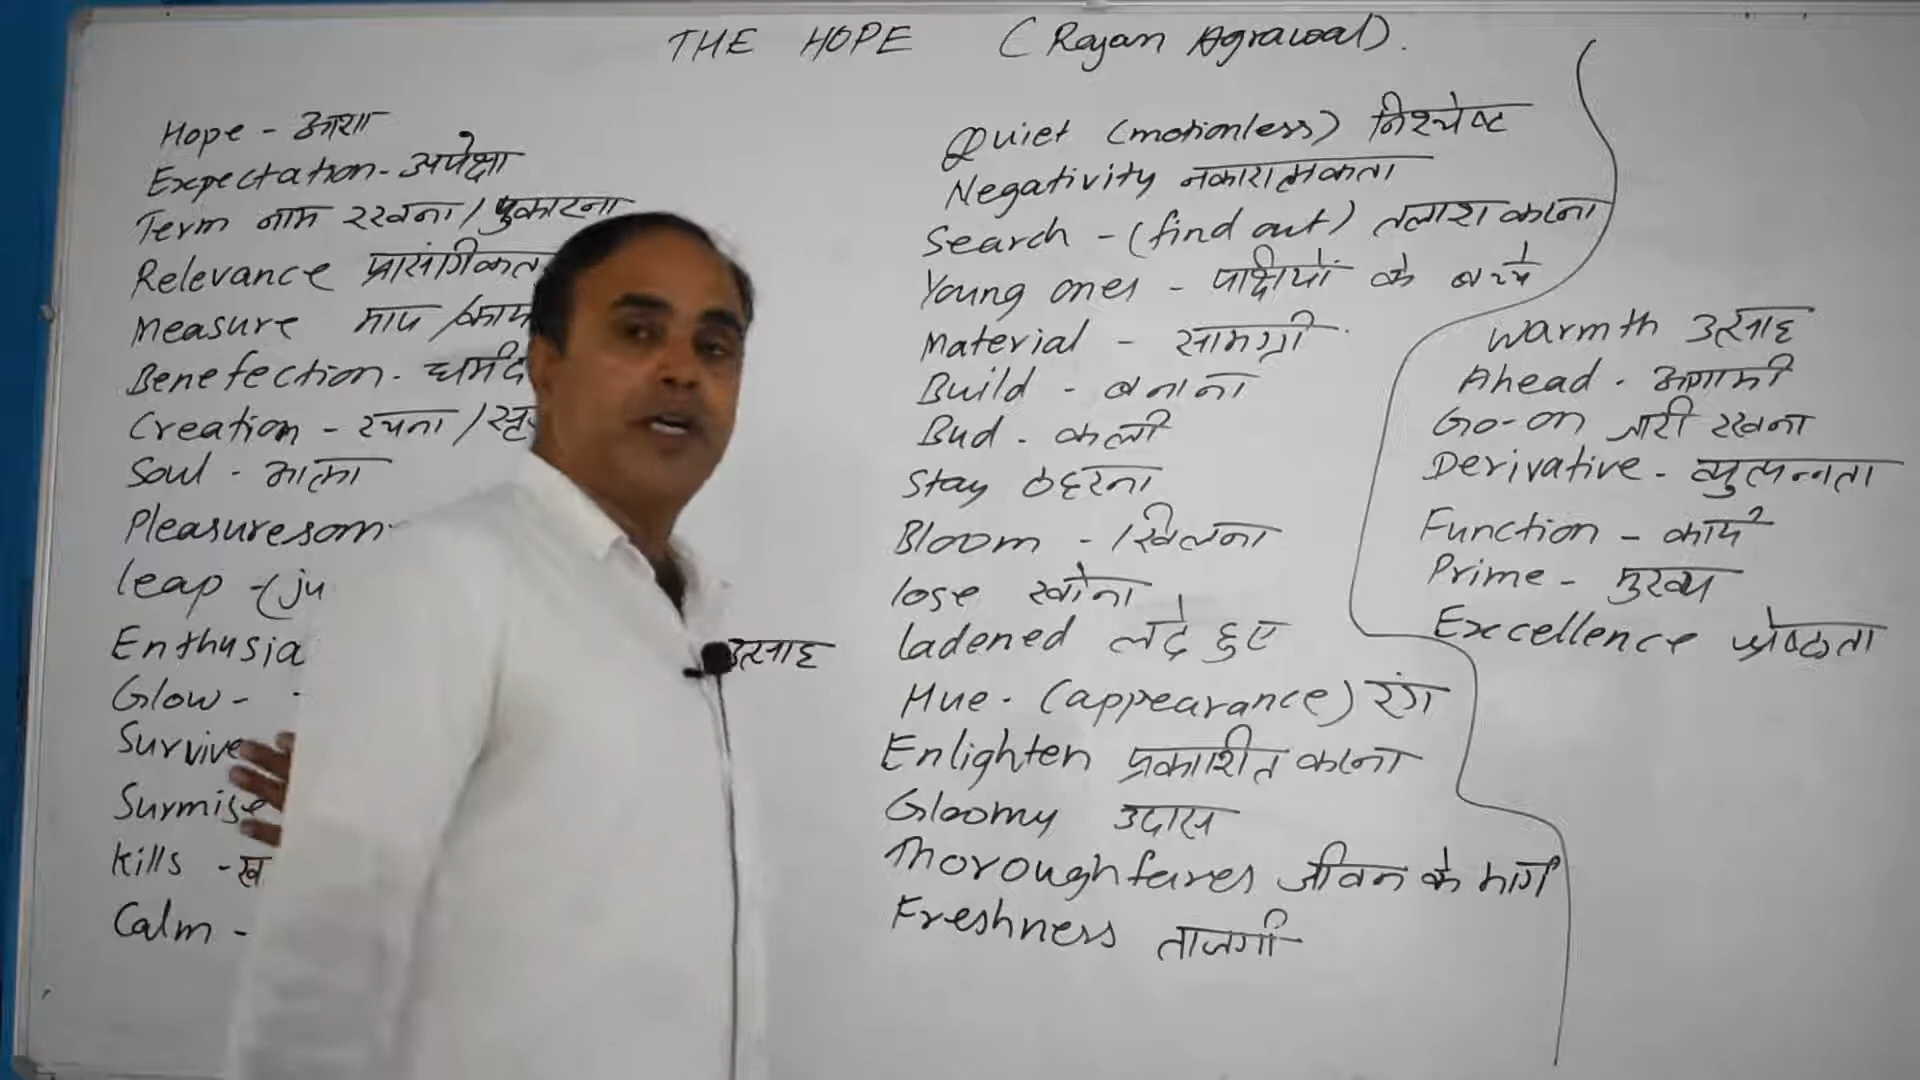 THE HOPE (Rajan Agrawal).
Hope - आशा
Expectation - अपेक्षा
Term नाम रखना / पुकारना
Relevance प्रासंगिकता
Measure माप /
Benefection -
Creation - रचना /
Soul - आत्मा
Pleasuresom
leap - (ju
Enthusia उत्साह
Glow -
Survive
Surmise
Kills - ख
Calm -
Quiet (motionless) निश्चेष्ट
Negativity नकारात्मकता
Search - (find out) तलाश करना
Young ones - पक्षियों के बच्चे
Material - सामग्री
Build - बनाना
Bud - कली
Stay ठहरना
Bloom - खिलना
lose खोना
ladened लदे हुए
Hue - (appearance) रंग
Enlighten प्रकाशीत करना
Gloomy उदास
Thoroughfares जीवन के मार्ग
Freshness ताजगी
Warmth उत्साह
Ahead - अगामी
Go-on जारी रखना
Derivative - व्युत्पन्नता
Function - कार्य
Prime - मुख्य
Excellence श्रेष्ठता